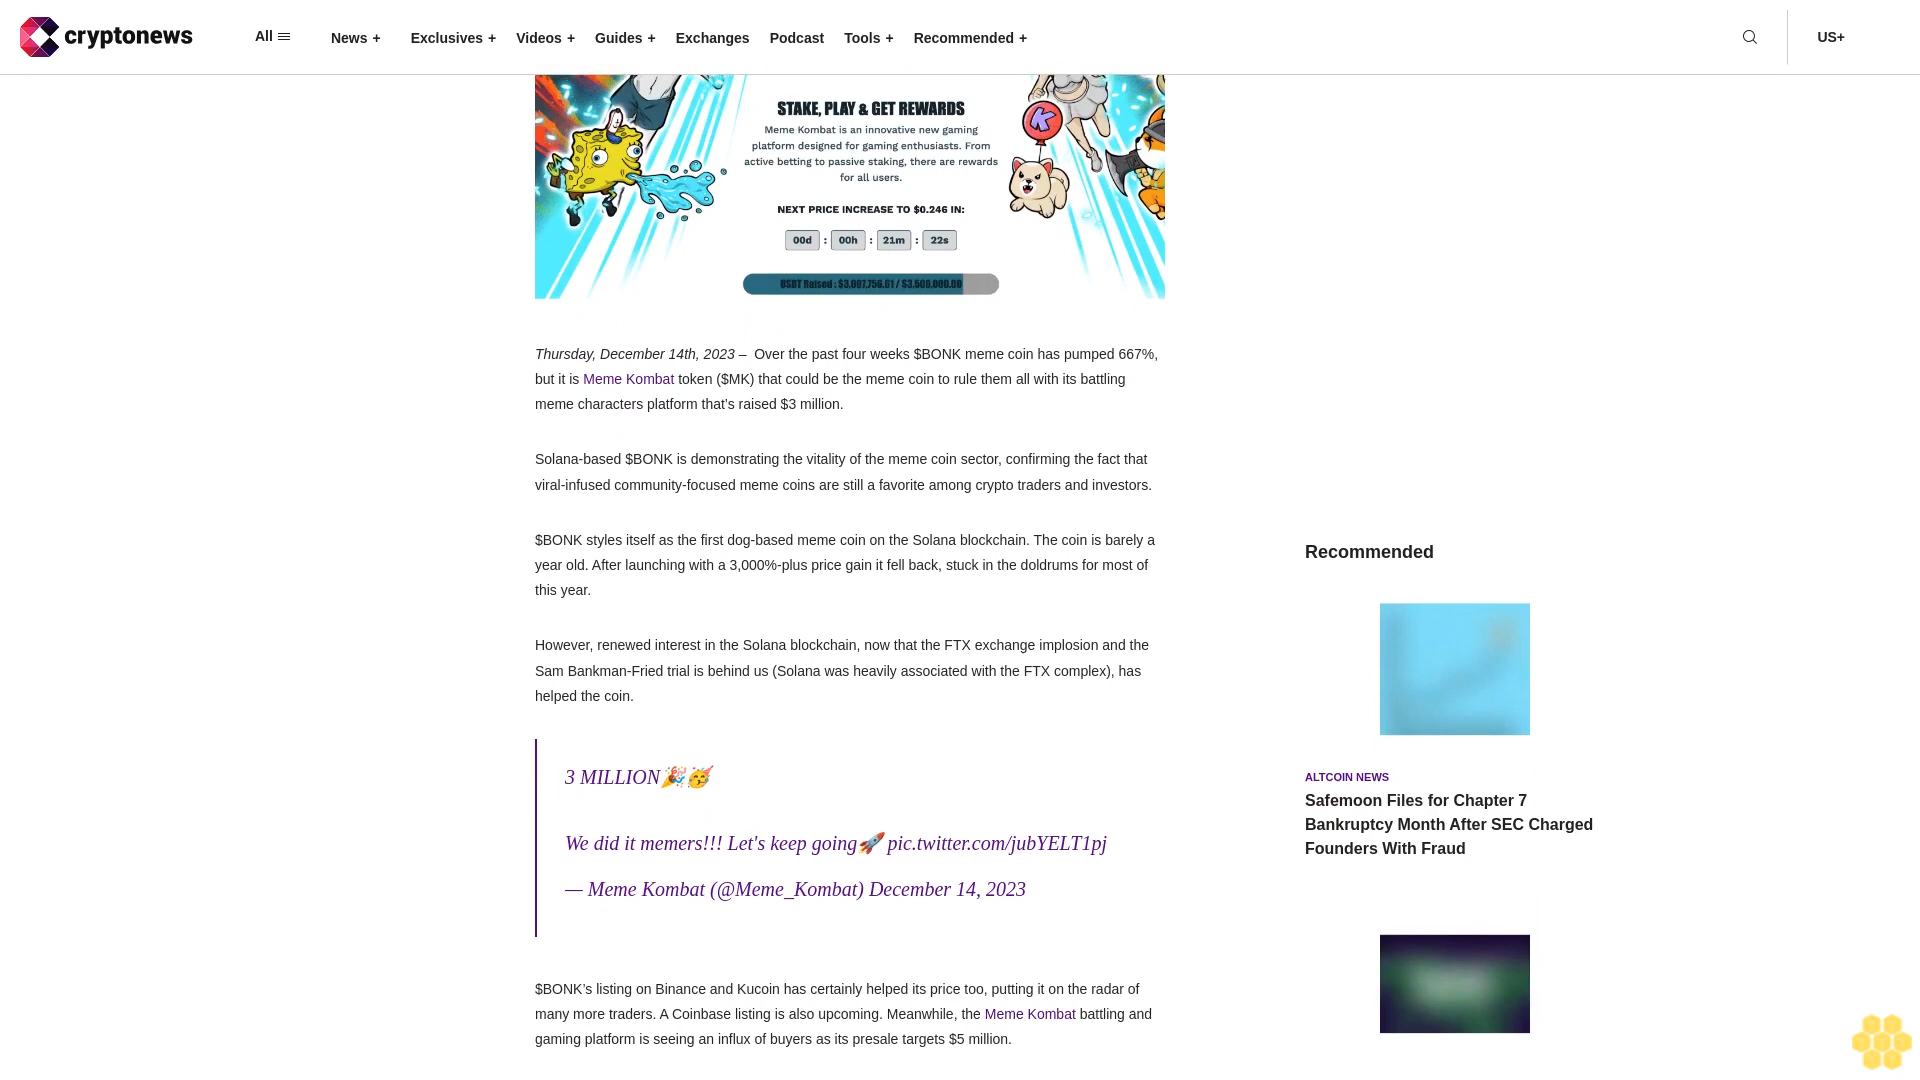 cryptonews
All
News +
Exclusives +
Videos +
Guides +
Exchanges
Podcast
Tools +
Recommended +
US+
STAKE, PLAY & GET REWARDS
Meme Kombat is an innovative new gaming
platform designed for gaming enthusiasts. From
active betting to passive staking, there are rewards
for all users.
NEXT PRICE INCREASE TO $0.246 IN:
00d : 00h : 21m : 22s
USDT Raised : 
K
Thursday, December 14th, 2023 – Over the past four weeks $BONK meme coin has pumped 667%,
but it is Meme Kombat token ($MK) that could be the meme coin to rule them all with its battling
meme characters platform that’s raised $3 million.
Solana-based $BONK is demonstrating the vitality of the meme coin sector, confirming the fact that
viral-infused community-focused meme coins are still a favorite among crypto traders and investors.
$BONK styles itself as the first dog-based meme coin on the Solana blockchain. The coin is barely a
year old. After launching with a 3,000%-plus price gain it fell back, stuck in the doldrums for most of
this year.
However, renewed interest in the Solana blockchain, now that the FTX exchange implosion and the
Sam Bankman-Fried trial is behind us (Solana was heavily associated with the FTX complex), has
helped the coin.
3 MILLION🎉🥳
We did it memers!!! Let's keep going🚀 pic.twitter.com/jubYELT1pj
— Meme Kombat (@Meme_Kombat) December 14, 2023
$BONK’s listing on Binance and Kucoin has certainly helped its price too, putting it on the radar of
many more traders. A Coinbase listing is also upcoming. Meanwhile, the Meme Kombat battling and
gaming platform is seeing an influx of buyers as its presale targets $5 million.
Recommended
ALTCOIN NEWS
Safemoon Files for Chapter 7
Bankruptcy Month After SEC Charged
Founders With Fraud